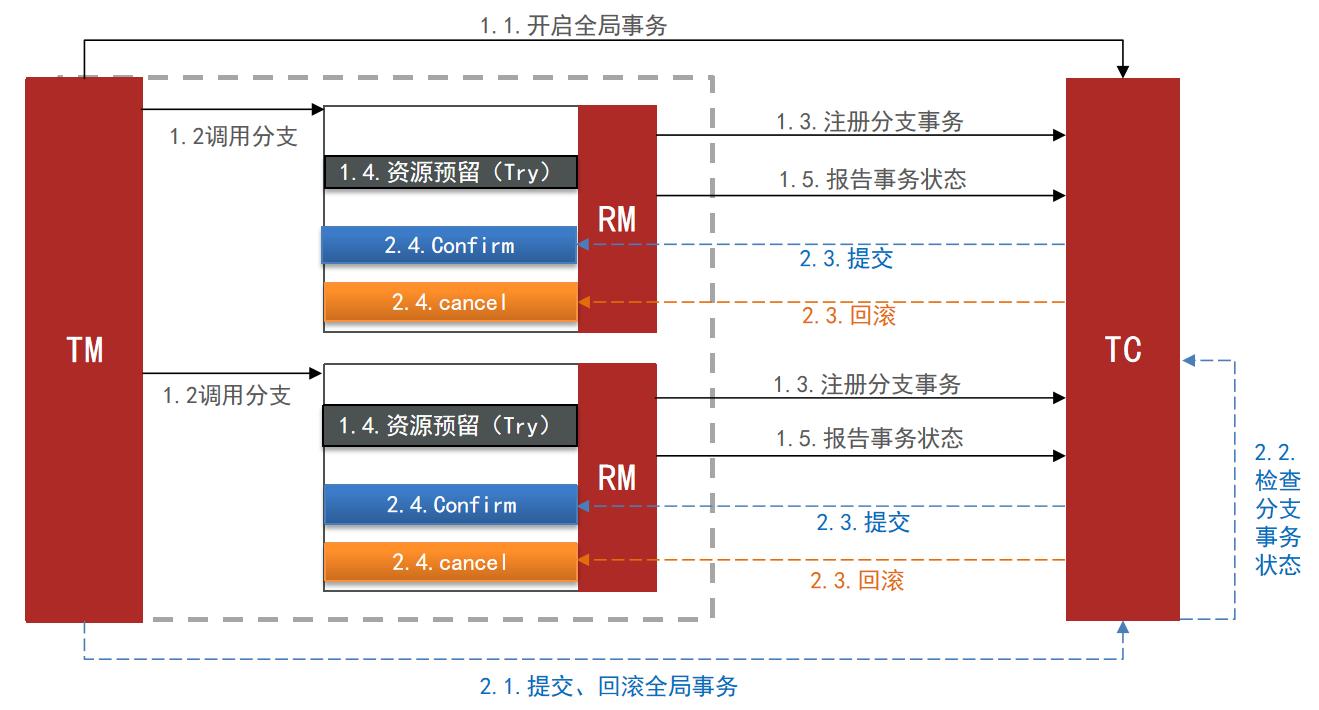 1.1.开启全局事务
1.2调用分支
1.3.注册分支事务
1.4.资源预留（Try）
1.5.报告事务状态
RM
2.4.Confirm
2.3.提交
2.4.cancel
2.3.回滚
TM
TC
1.2调用分支
1.3.注册分支事务
1.4.资源预留（Try）
1.5.报告事务状态
RM
2.4.Confirm
2.3.提交
2.4.cancel
2.3.回滚
2.2.
检查
分支
事务
状态
2.1.提交、回滚全局事务